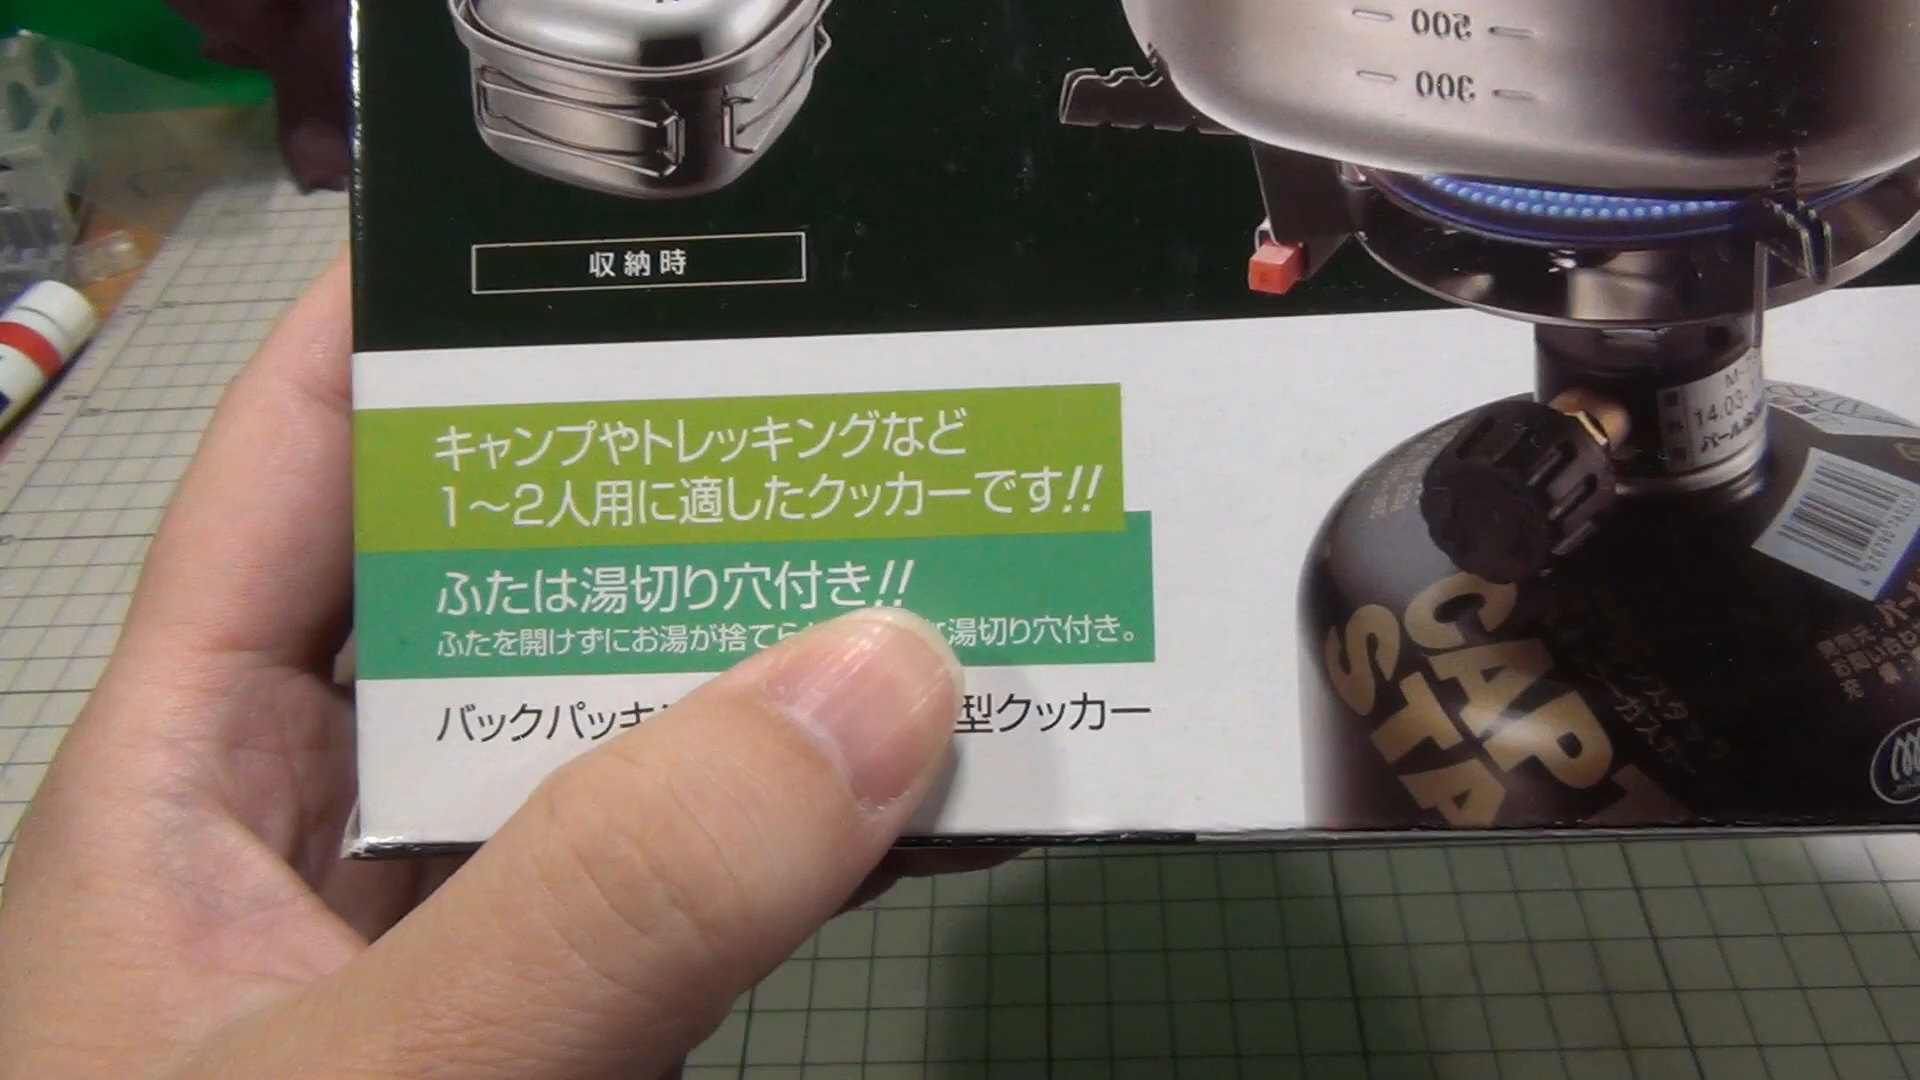 500
300
収納時
キャンプやトレッキングなど
1〜2人用に適したクッカーです!!
ふたは湯切り穴付き!!
ふたを開けずにお湯が捨てら 湯切り穴付き。
バックパッキ 型クッカー
14.03-
CAPT
STA